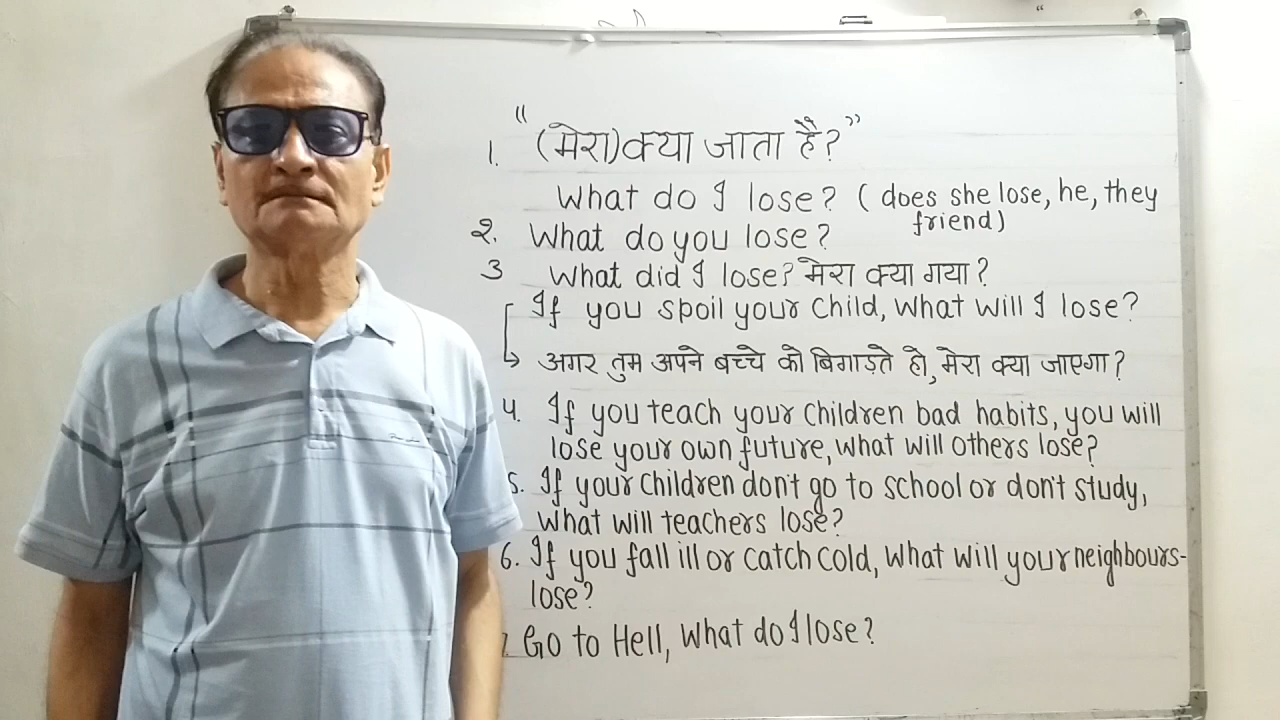 "(मेरा) क्या जाता है?"
1.
What do I lose? (does she lose, he, they
friend)
2. What do you lose?
3 What did I lose? मेरा क्या गया?
If you spoil your child, what will I lose?
अगर तुम अपने बच्चे को बिगाड़ते हो, मेरा क्या जाएगा?
4. If you teach your children bad habits, you will
lose your own future, what will others lose?
5. If your children don't go to school or don't study,
what will teachers lose?
6. If you fall ill or catch cold, what will your neighbours-
lose?
7. Go to Hell, what do I lose?